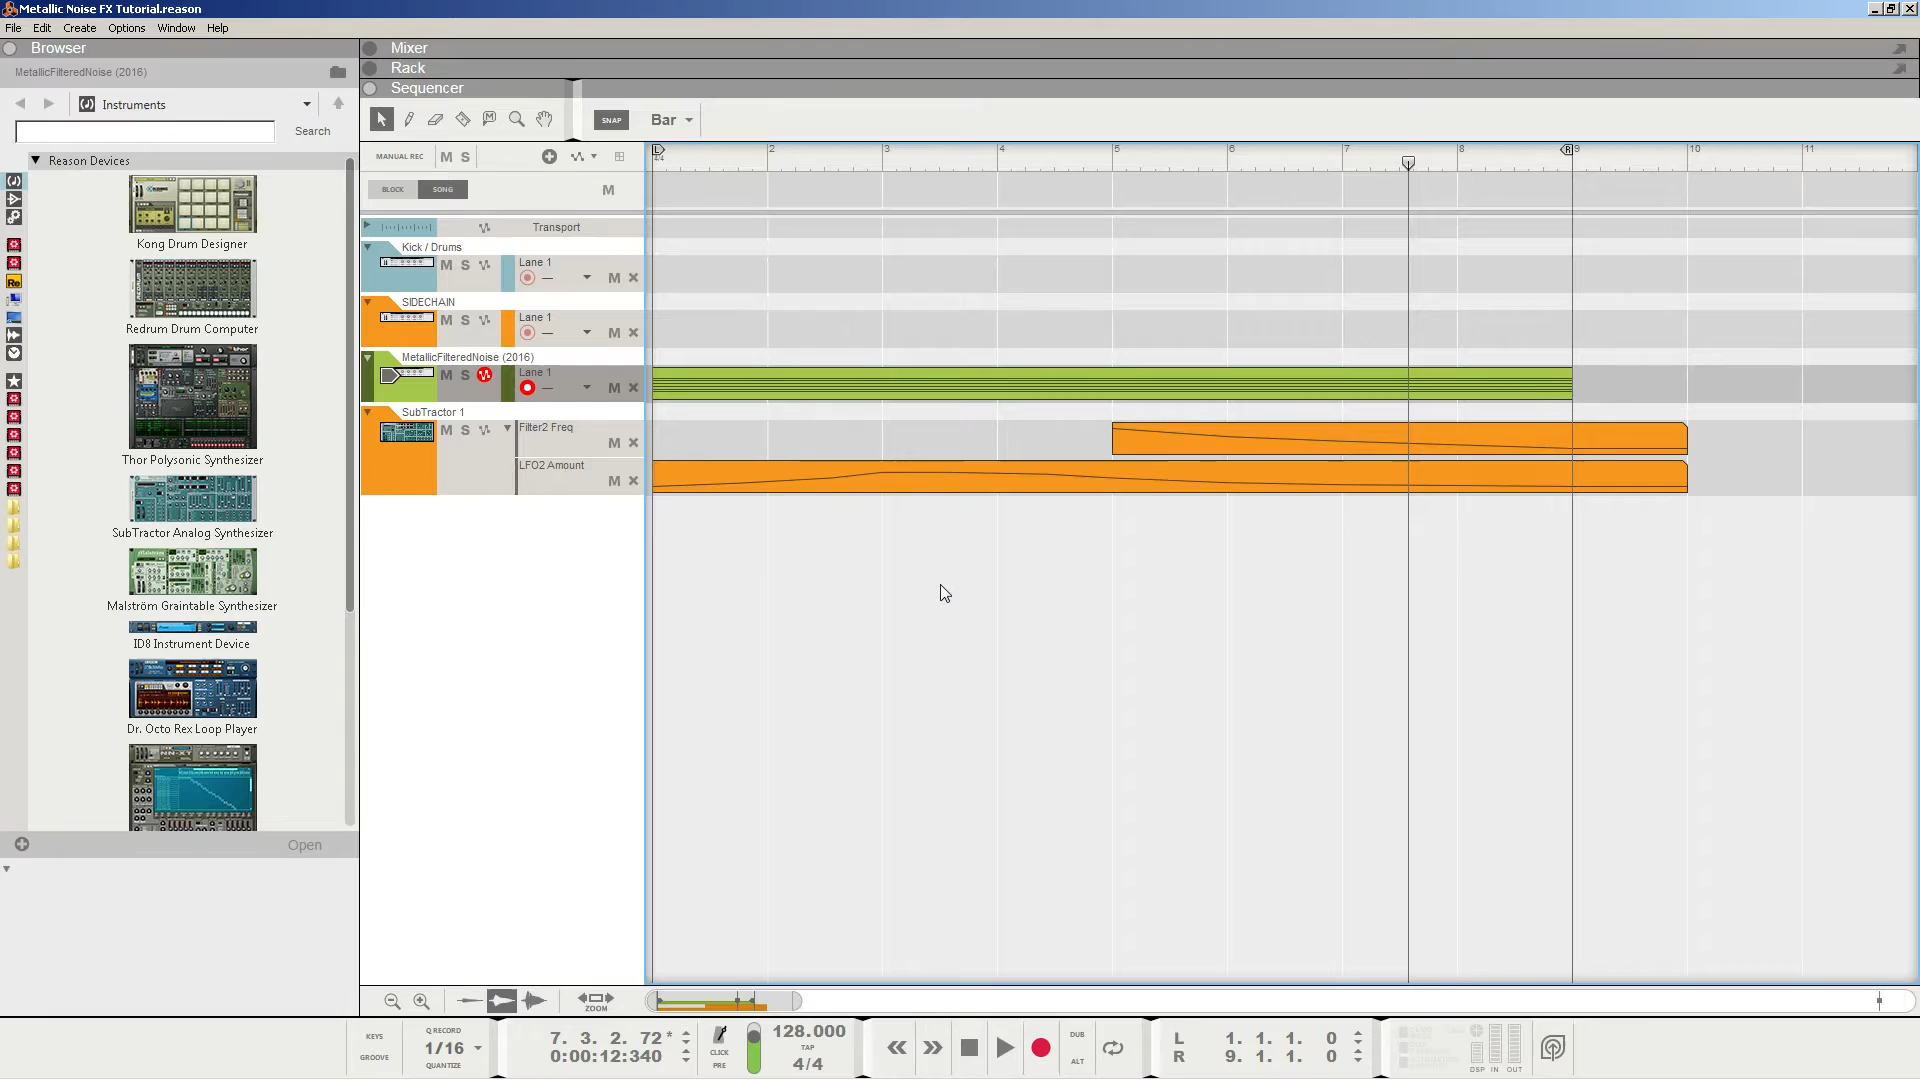 Metallic Noise FX Tutorial.reason
File Edit Create Options Window Help
Browser
MetallicFilteredNoise (2016)
Instruments
Search
Reason Devices
Kong Drum Designer
Redrum Drum Computer
Thor Polysonic Synthesizer
SubTractor Analog Synthesizer
Malström Graintable Synthesizer
ID8 Instrument Device
Dr. Octo Rex Loop Player
Open
Mixer
Rack
Sequencer
SNAP Bar
MANUAL REC M S
BLOCK SONG M
L 4/4 2 3 4 5 6 7 8 R 9 10 11
Transport
Kick / Drums
M S Lane 1 M
SIDECHAIN
M S Lane 1 M
MetallicFilteredNoise (2016)
M S Lane 1 M
SubTractor 1
M S Filter2 Freq M
LFO2 Amount M
ZOOM
KEYS
GROOVE
Q RECORD
1/16
QUANTIZE
7. 3. 2. 72 *
0:00:12:340
CLICK
PRE
128.000
TAP
4/4
DUB
ALT
L 1. 1. 1. 0
R 9. 1. 1. 0
DSP IN OUT